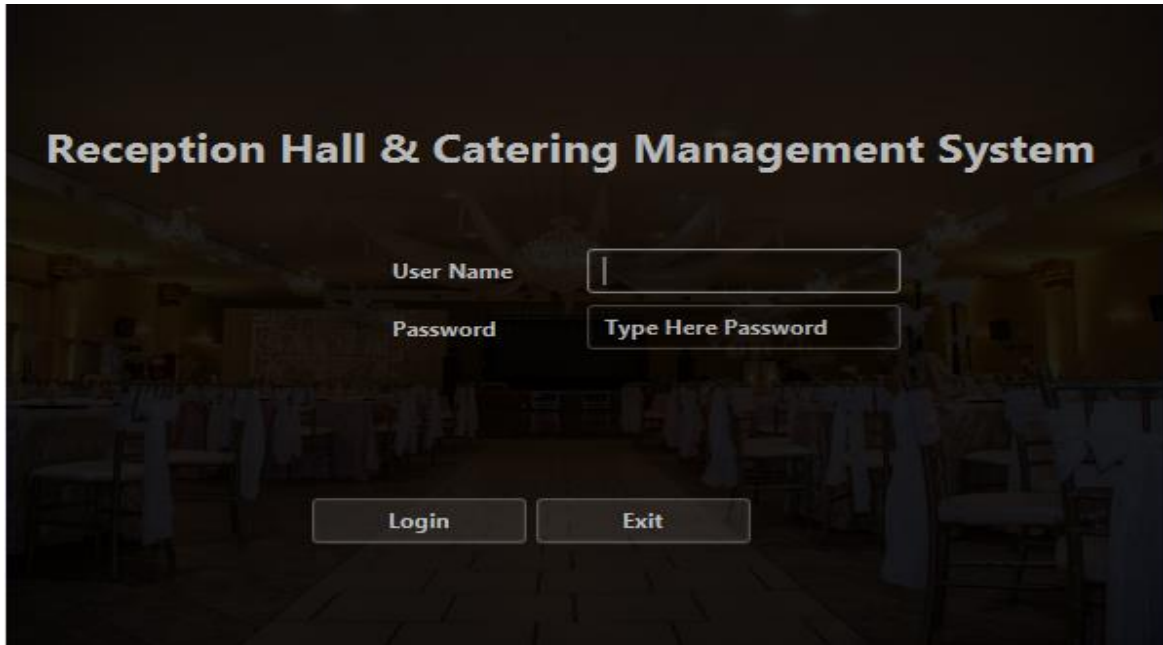 Reception Hall & Catering Management System
User Name
Password
Type Here Password
Login
Exit